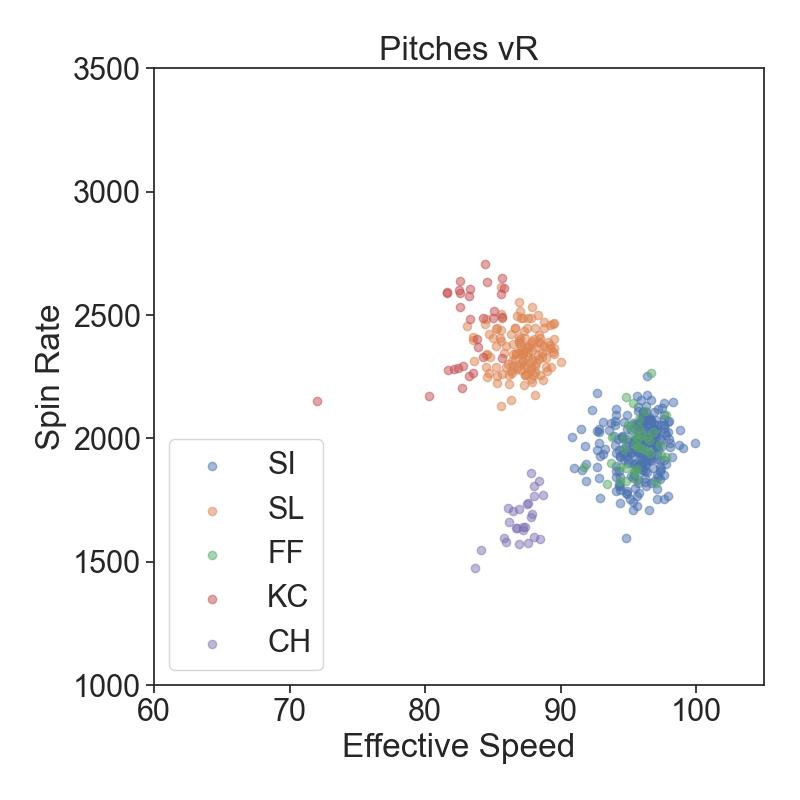 Pitches vR
3500
3000
2500
2000
1500
1000
Spin Rate
SI
SL
FF
KC
CH
60 70 80 90 100
Effective Speed